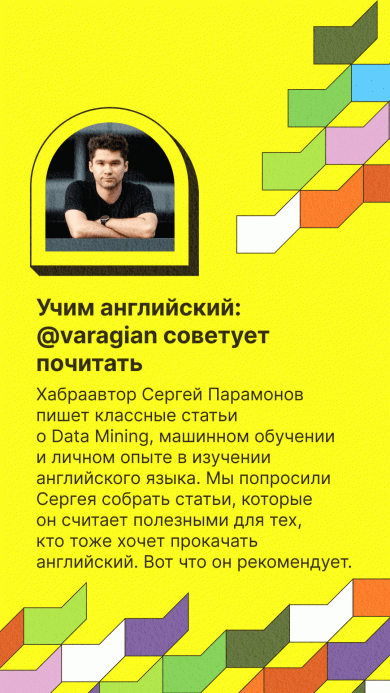 Учим английский:
@varagian советует
почитать
Хабраавтор Сергей Парамонов
пишет классные статьи
о Data Mining, машинном обучении
и личном опыте в изучении
английского языка. Мы попросили
Сергея собрать статьи, которые
он считает полезными для тех,
кто тоже хочет прокачать
английский. Вот что он рекомендует.